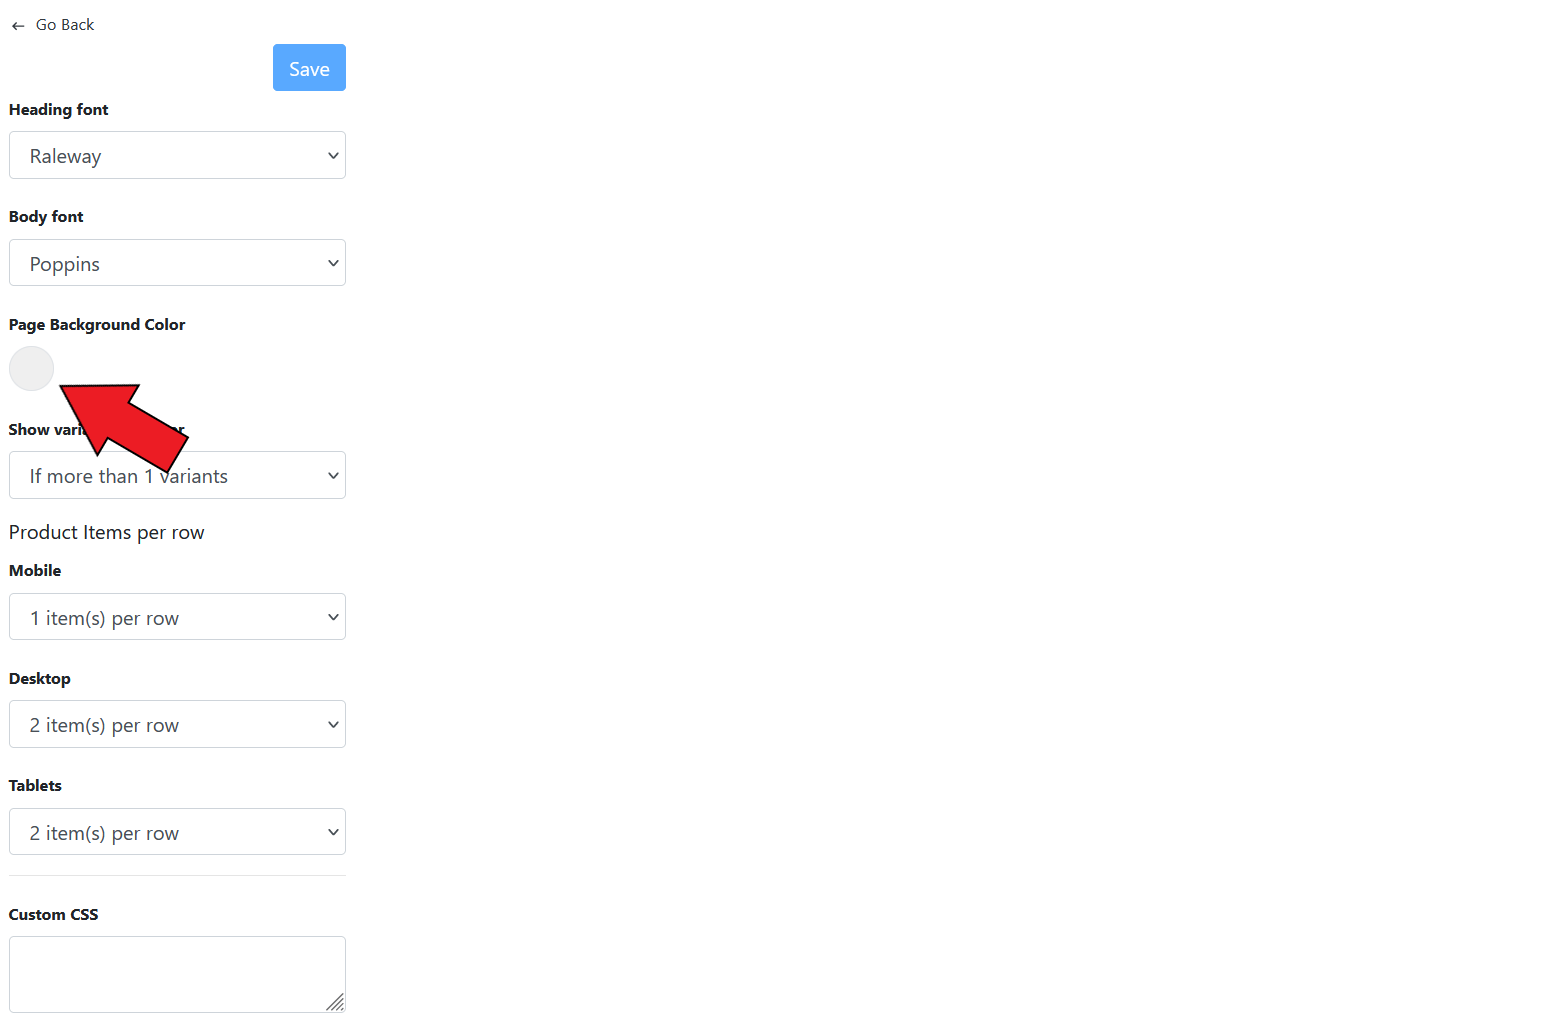 Go Back
Save
Heading font
Raleway
Body font
Poppins
Page Background Color
Show
If more than 1 variants
Product Items per row
Mobile
1 item(s) per row
Desktop
2 item(s) per row
Tablets
2 item(s) per row
Custom CSS